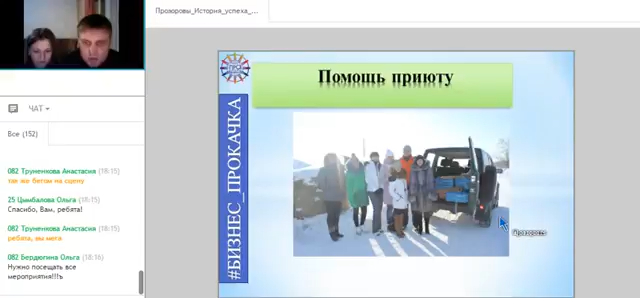 Прозоровы_История_успеха_...
ЧАТ
Все (152)
082 Труненкова Анастасия (18:15)
так же бегом на сцену
25 Цымбалова Ольга (18:15)
Спасибо, Вам, ребята!
082 Труненкова Анастасия (18:15)
ребята, вы мега
082 Бердюгина Ольга (18:16)
Нужно посещать все
мероприятия!!!ъ
ПРО
Помощь приюту
#БИЗНЕС_ПРОКАЧКА
Прозоровы